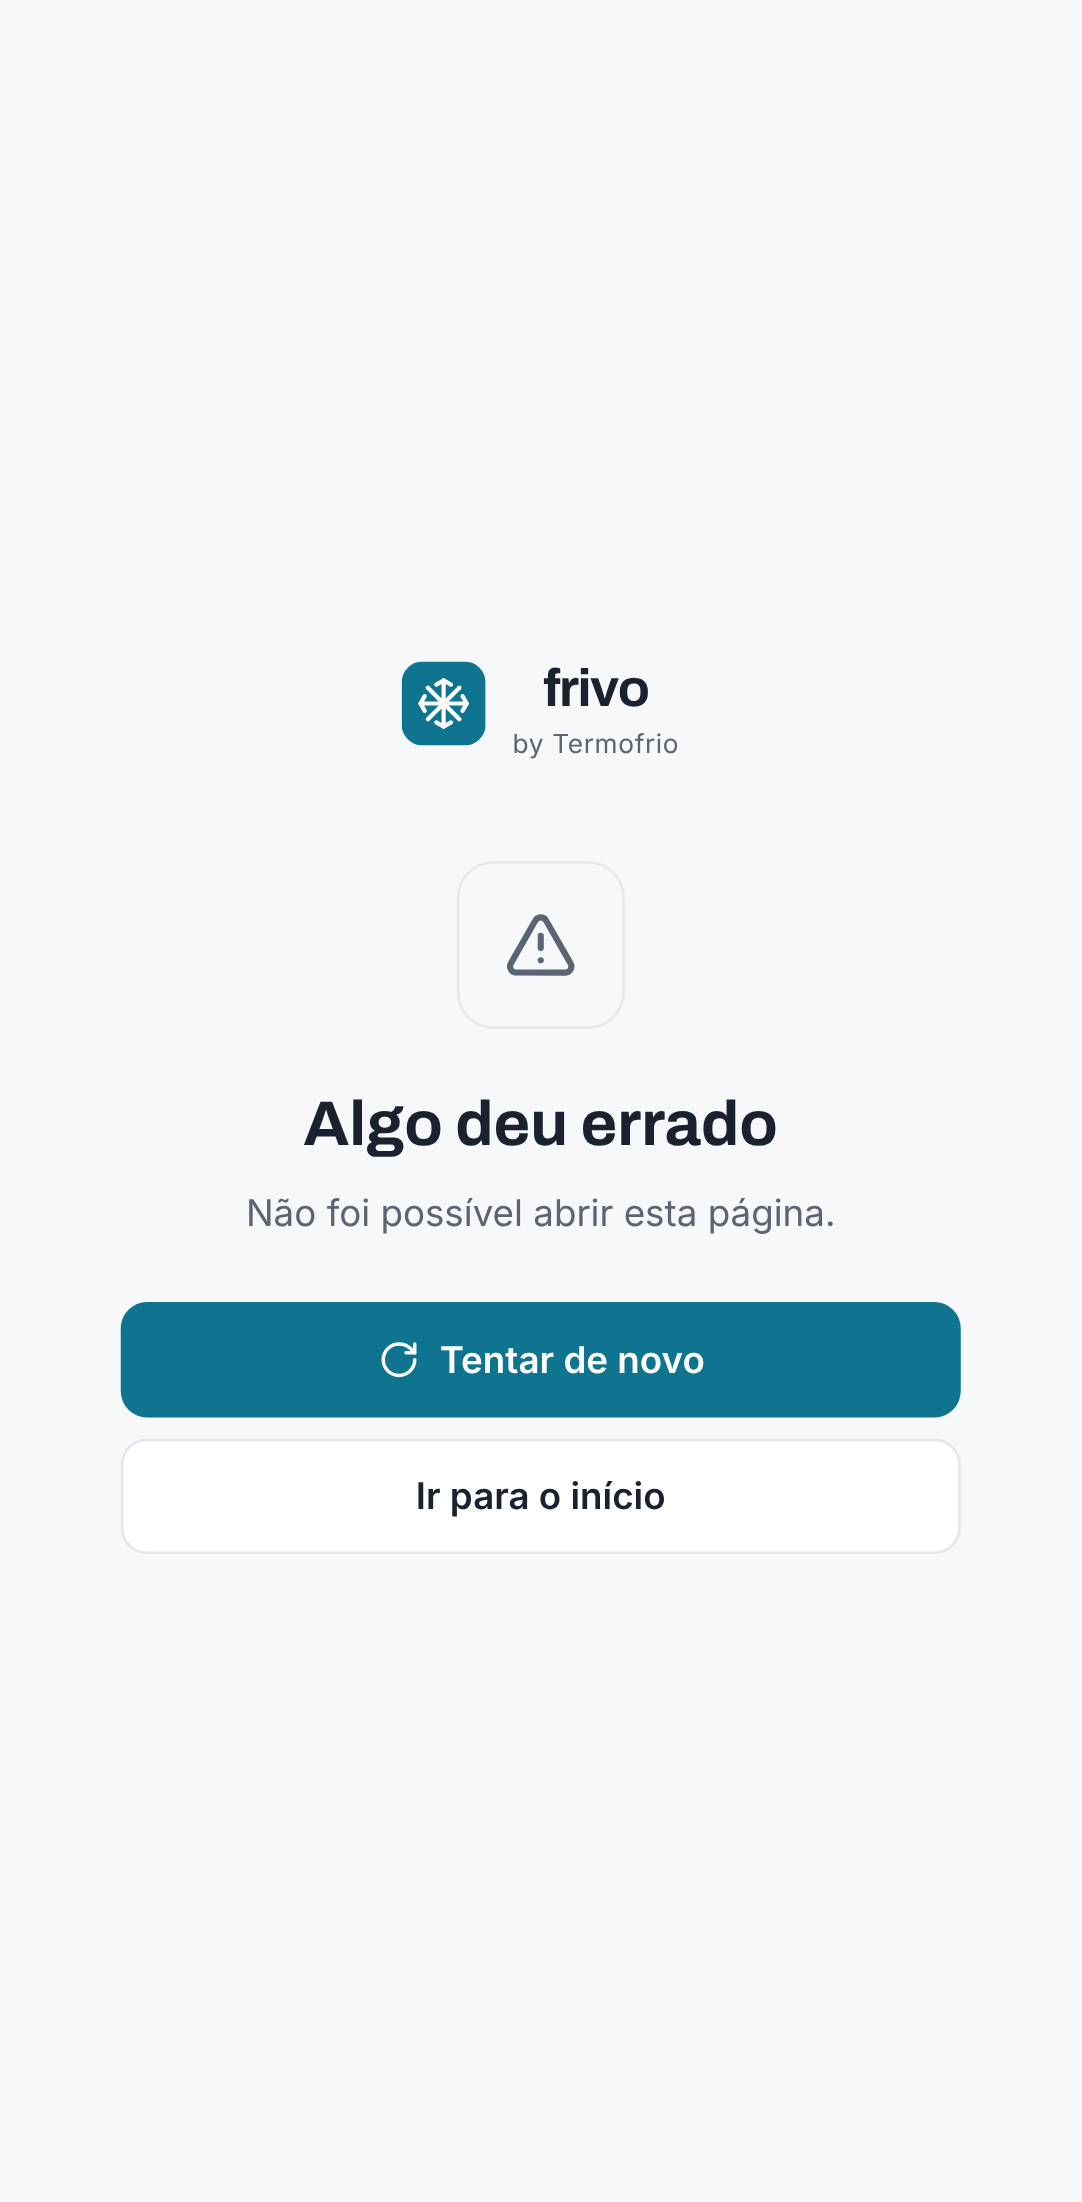 frivo
by Termofrio
Algo deu errado
Não foi possível abrir esta página.
Tentar de novo
Ir para o início